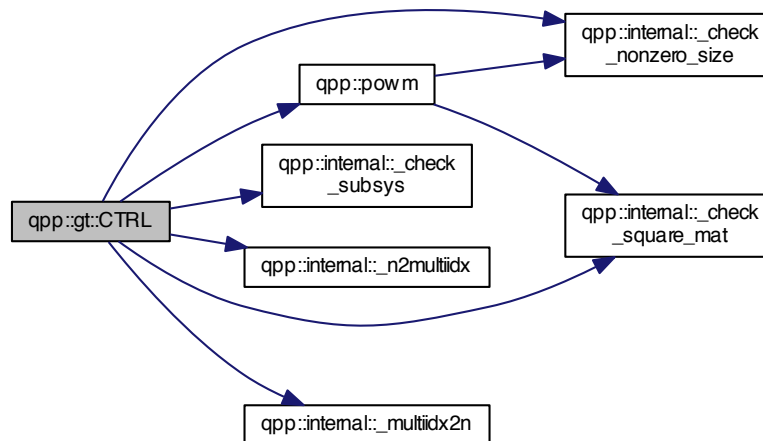 qpp::internal::_check
_nonzero_size
qpp::powm
qpp::internal::_check
_subsys
qpp::gt::CTRL
qpp::internal::_check
_square_mat
qpp::internal::_n2multiidx
qpp::internal::_multiidx2n